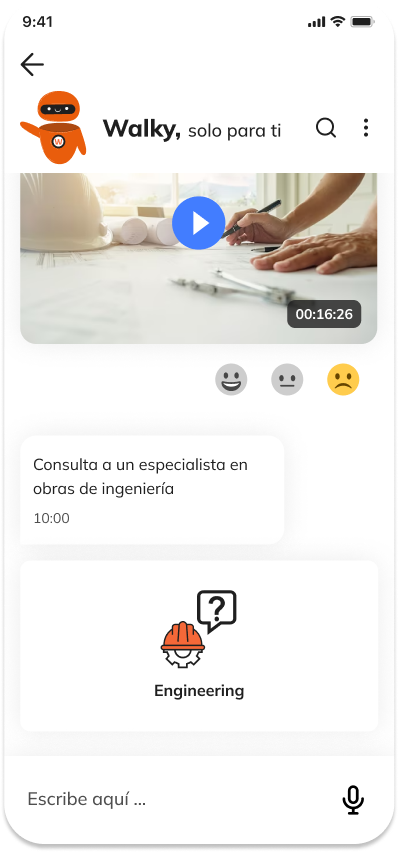 9:41
Walky, solo para ti
00:16:26
Consulta a un especialista en
obras de ingeniería
10:00
?
Engineering
Escribe aquí ...